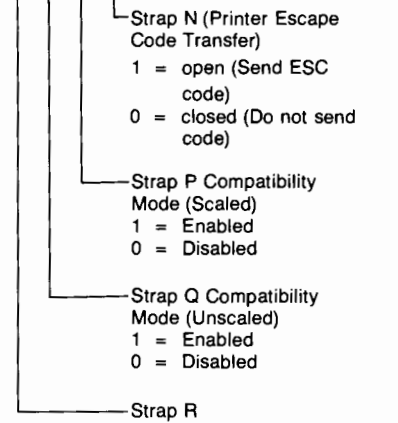 Strap N (Printer Escape
Code Transfer)
1 = open (Send ESC
code)
0 = closed (Do not send
code)
Strap P Compatibility
Mode (Scaled)
1 = Enabled
0 = Disabled
Strap Q Compatibility
Mode (Unscaled)
1 = Enabled
0 = Disabled
Strap R